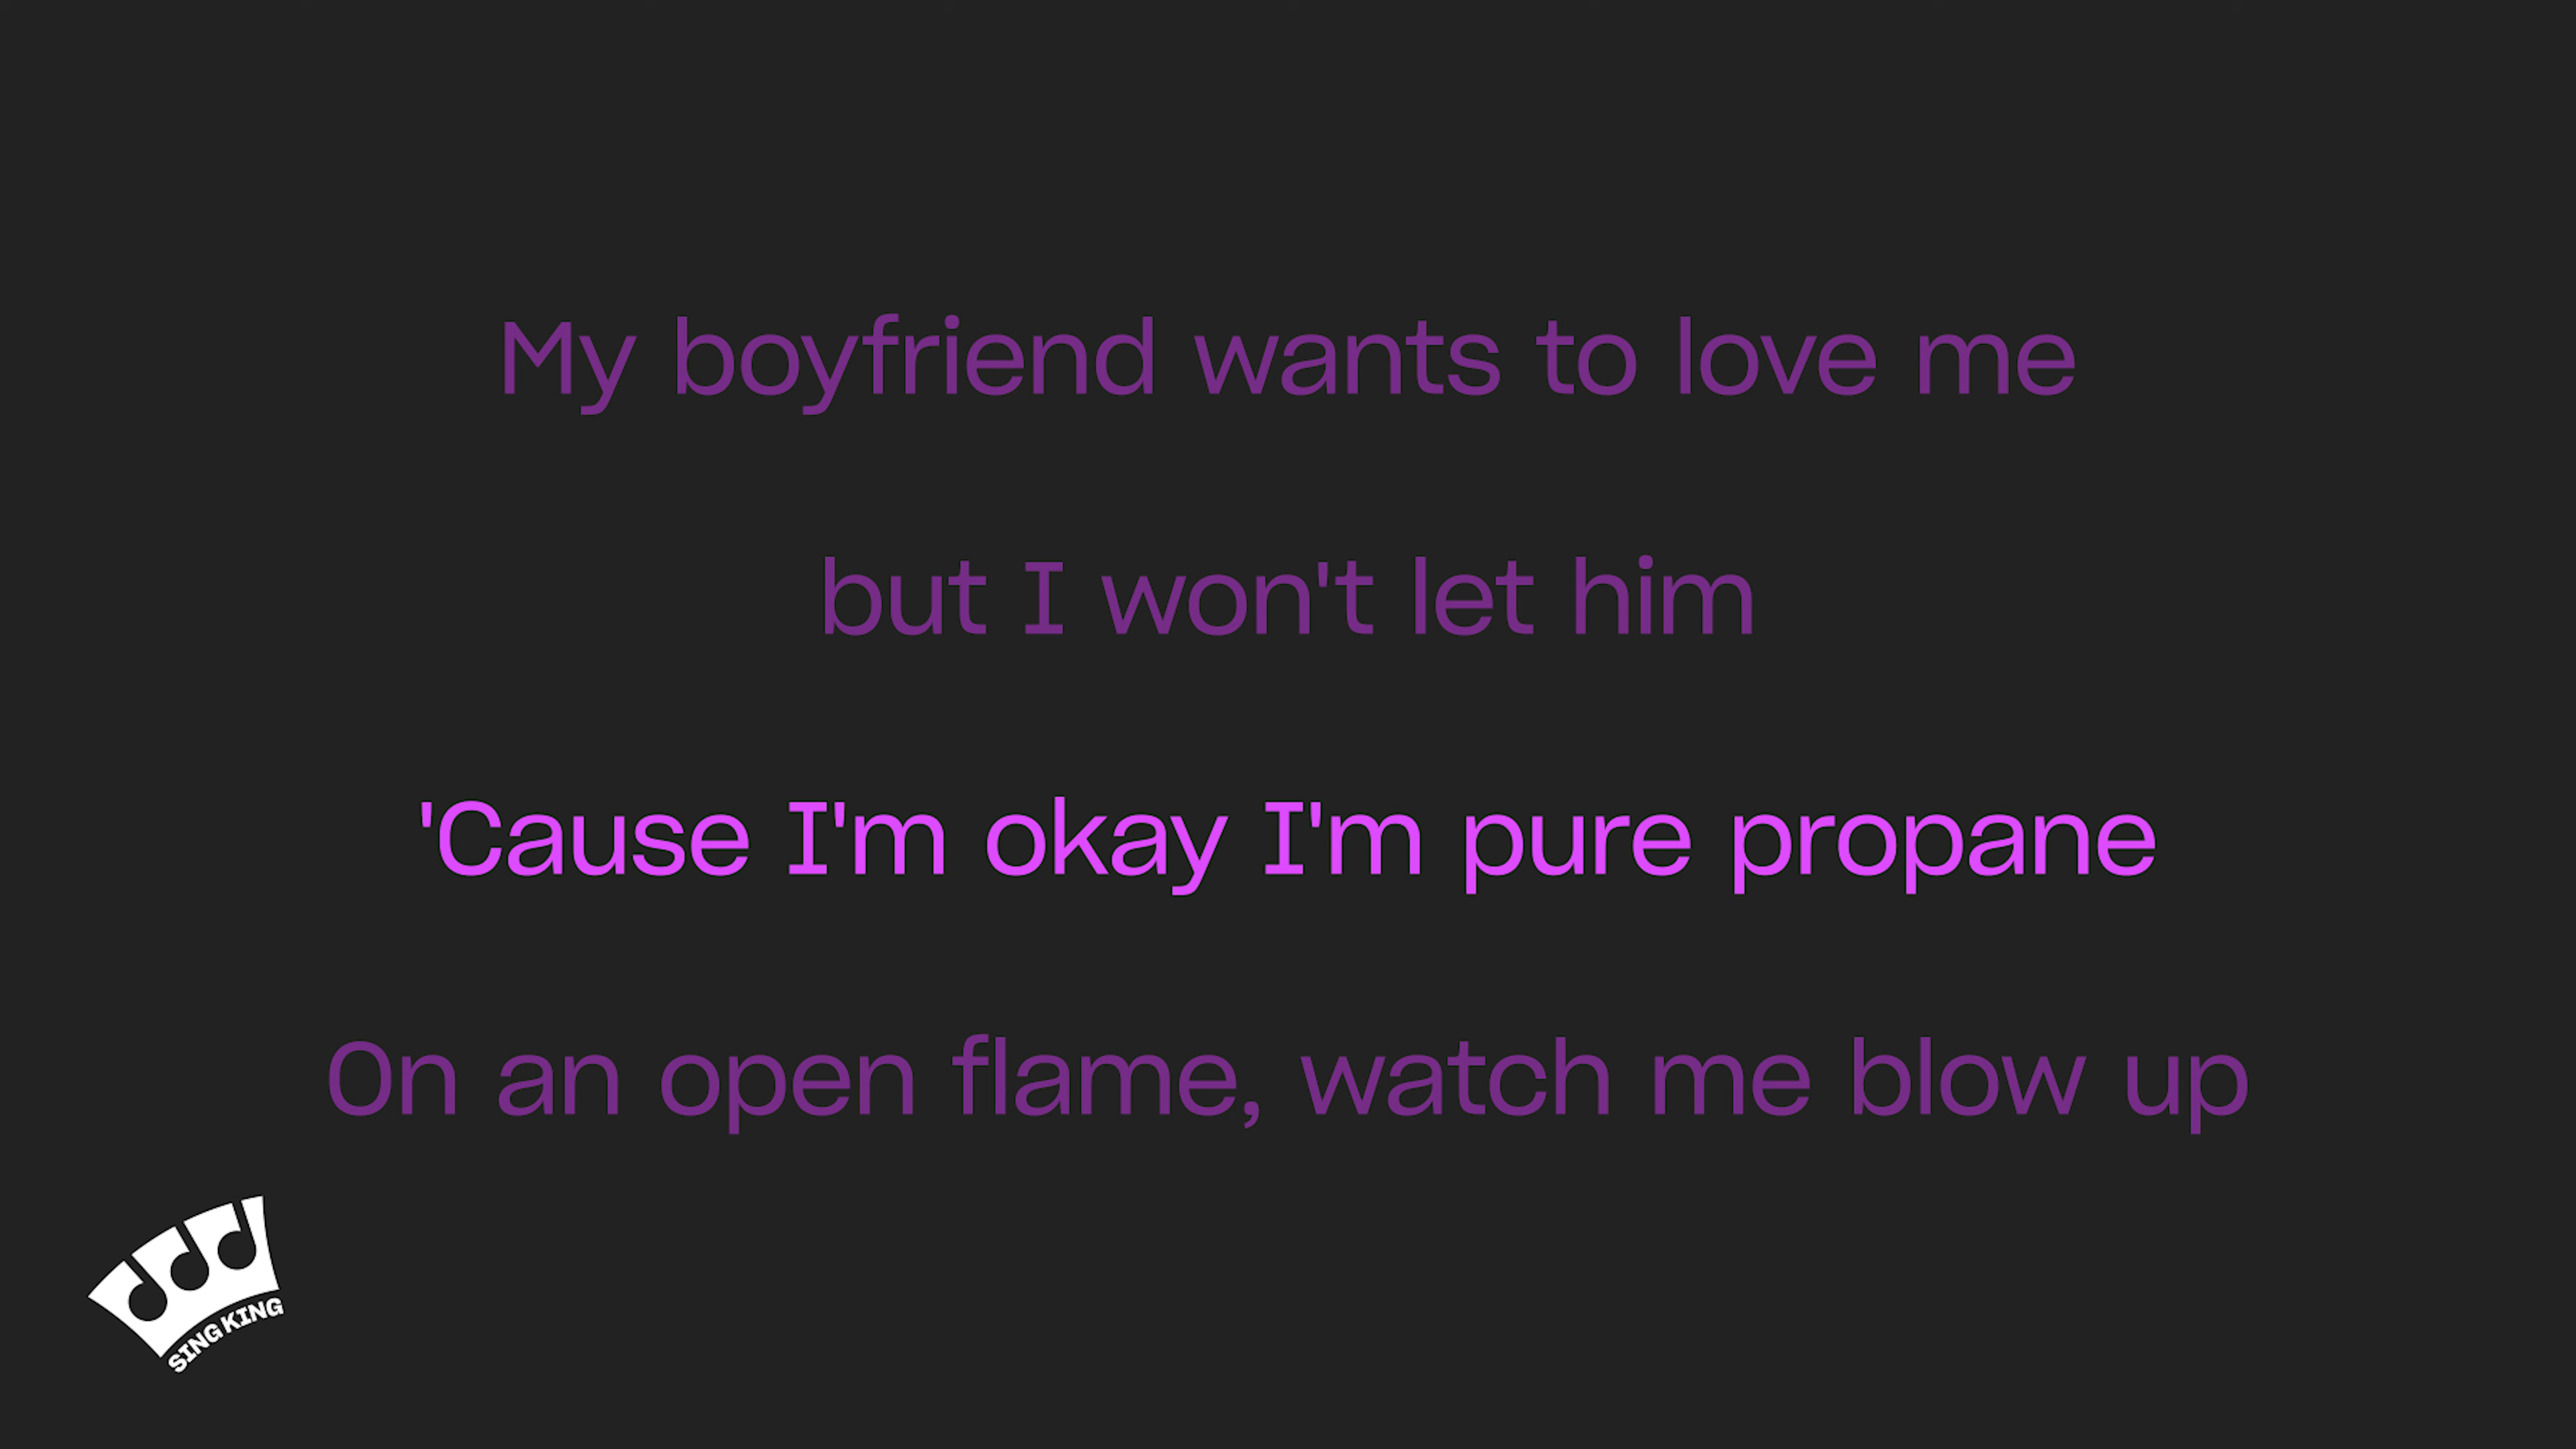 My boyfriend wants to love me
but I won't let him
'Cause I'm okay I'm pure propane
On an open flame, watch me blow up
SING KING